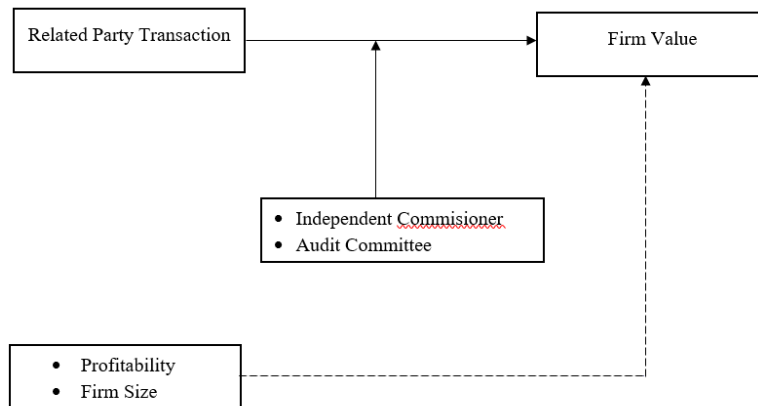 Related Party Transaction
Firm Value
• Independent Commisioner
• Audit Committee
• Profitability
• Firm Size